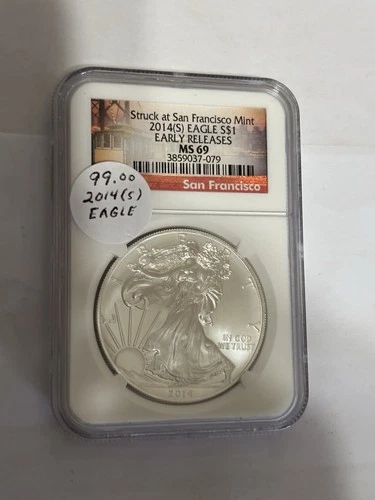 Struck at San Francisco Mint
2014(S) EAGLE S$1
EARLY RELEASES
MS 69
3859037-079
San Francisco
99.00
2014(S)
EAGLE
IN GOD
WE TRUST
2014